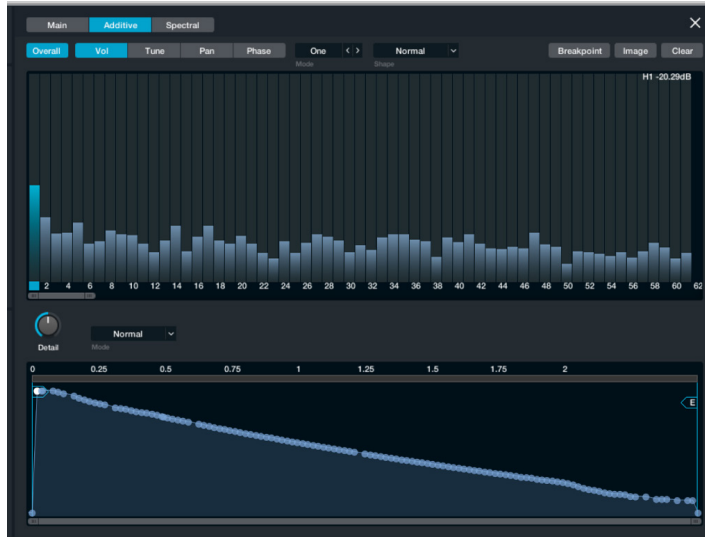 Main Additive Spectral ×
Overall Vol Tune Pan Phase One < > Normal Breakpoint Image Clear
Mode Shape
H1 -20.29dB
2 4 6 8 10 12 14 16 18 20 22 24 26 28 30 32 34 36 38 40 42 44 46 48 50 52 54 56 58 60 62
Normal
Detail Mode
0 0.25 0.5 0.75 1 1.25 1.5 1.75 2
E